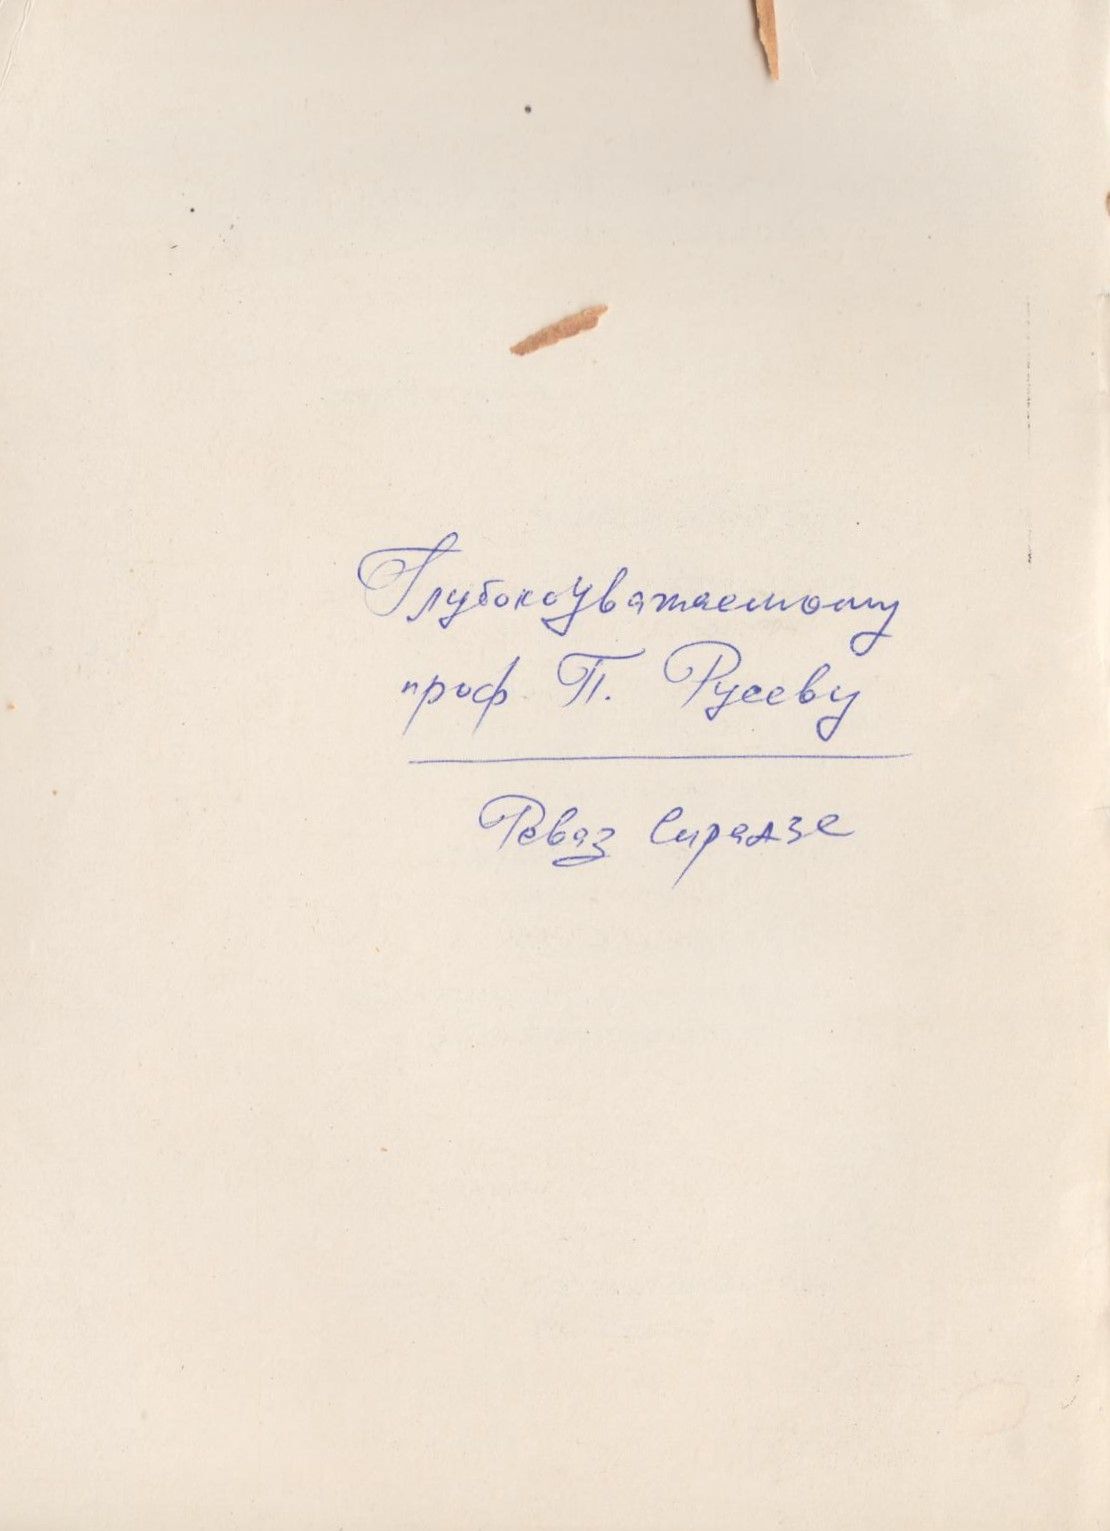 Глубокоуважаемому
проф. П. Русеву
Реваз Сирадзе